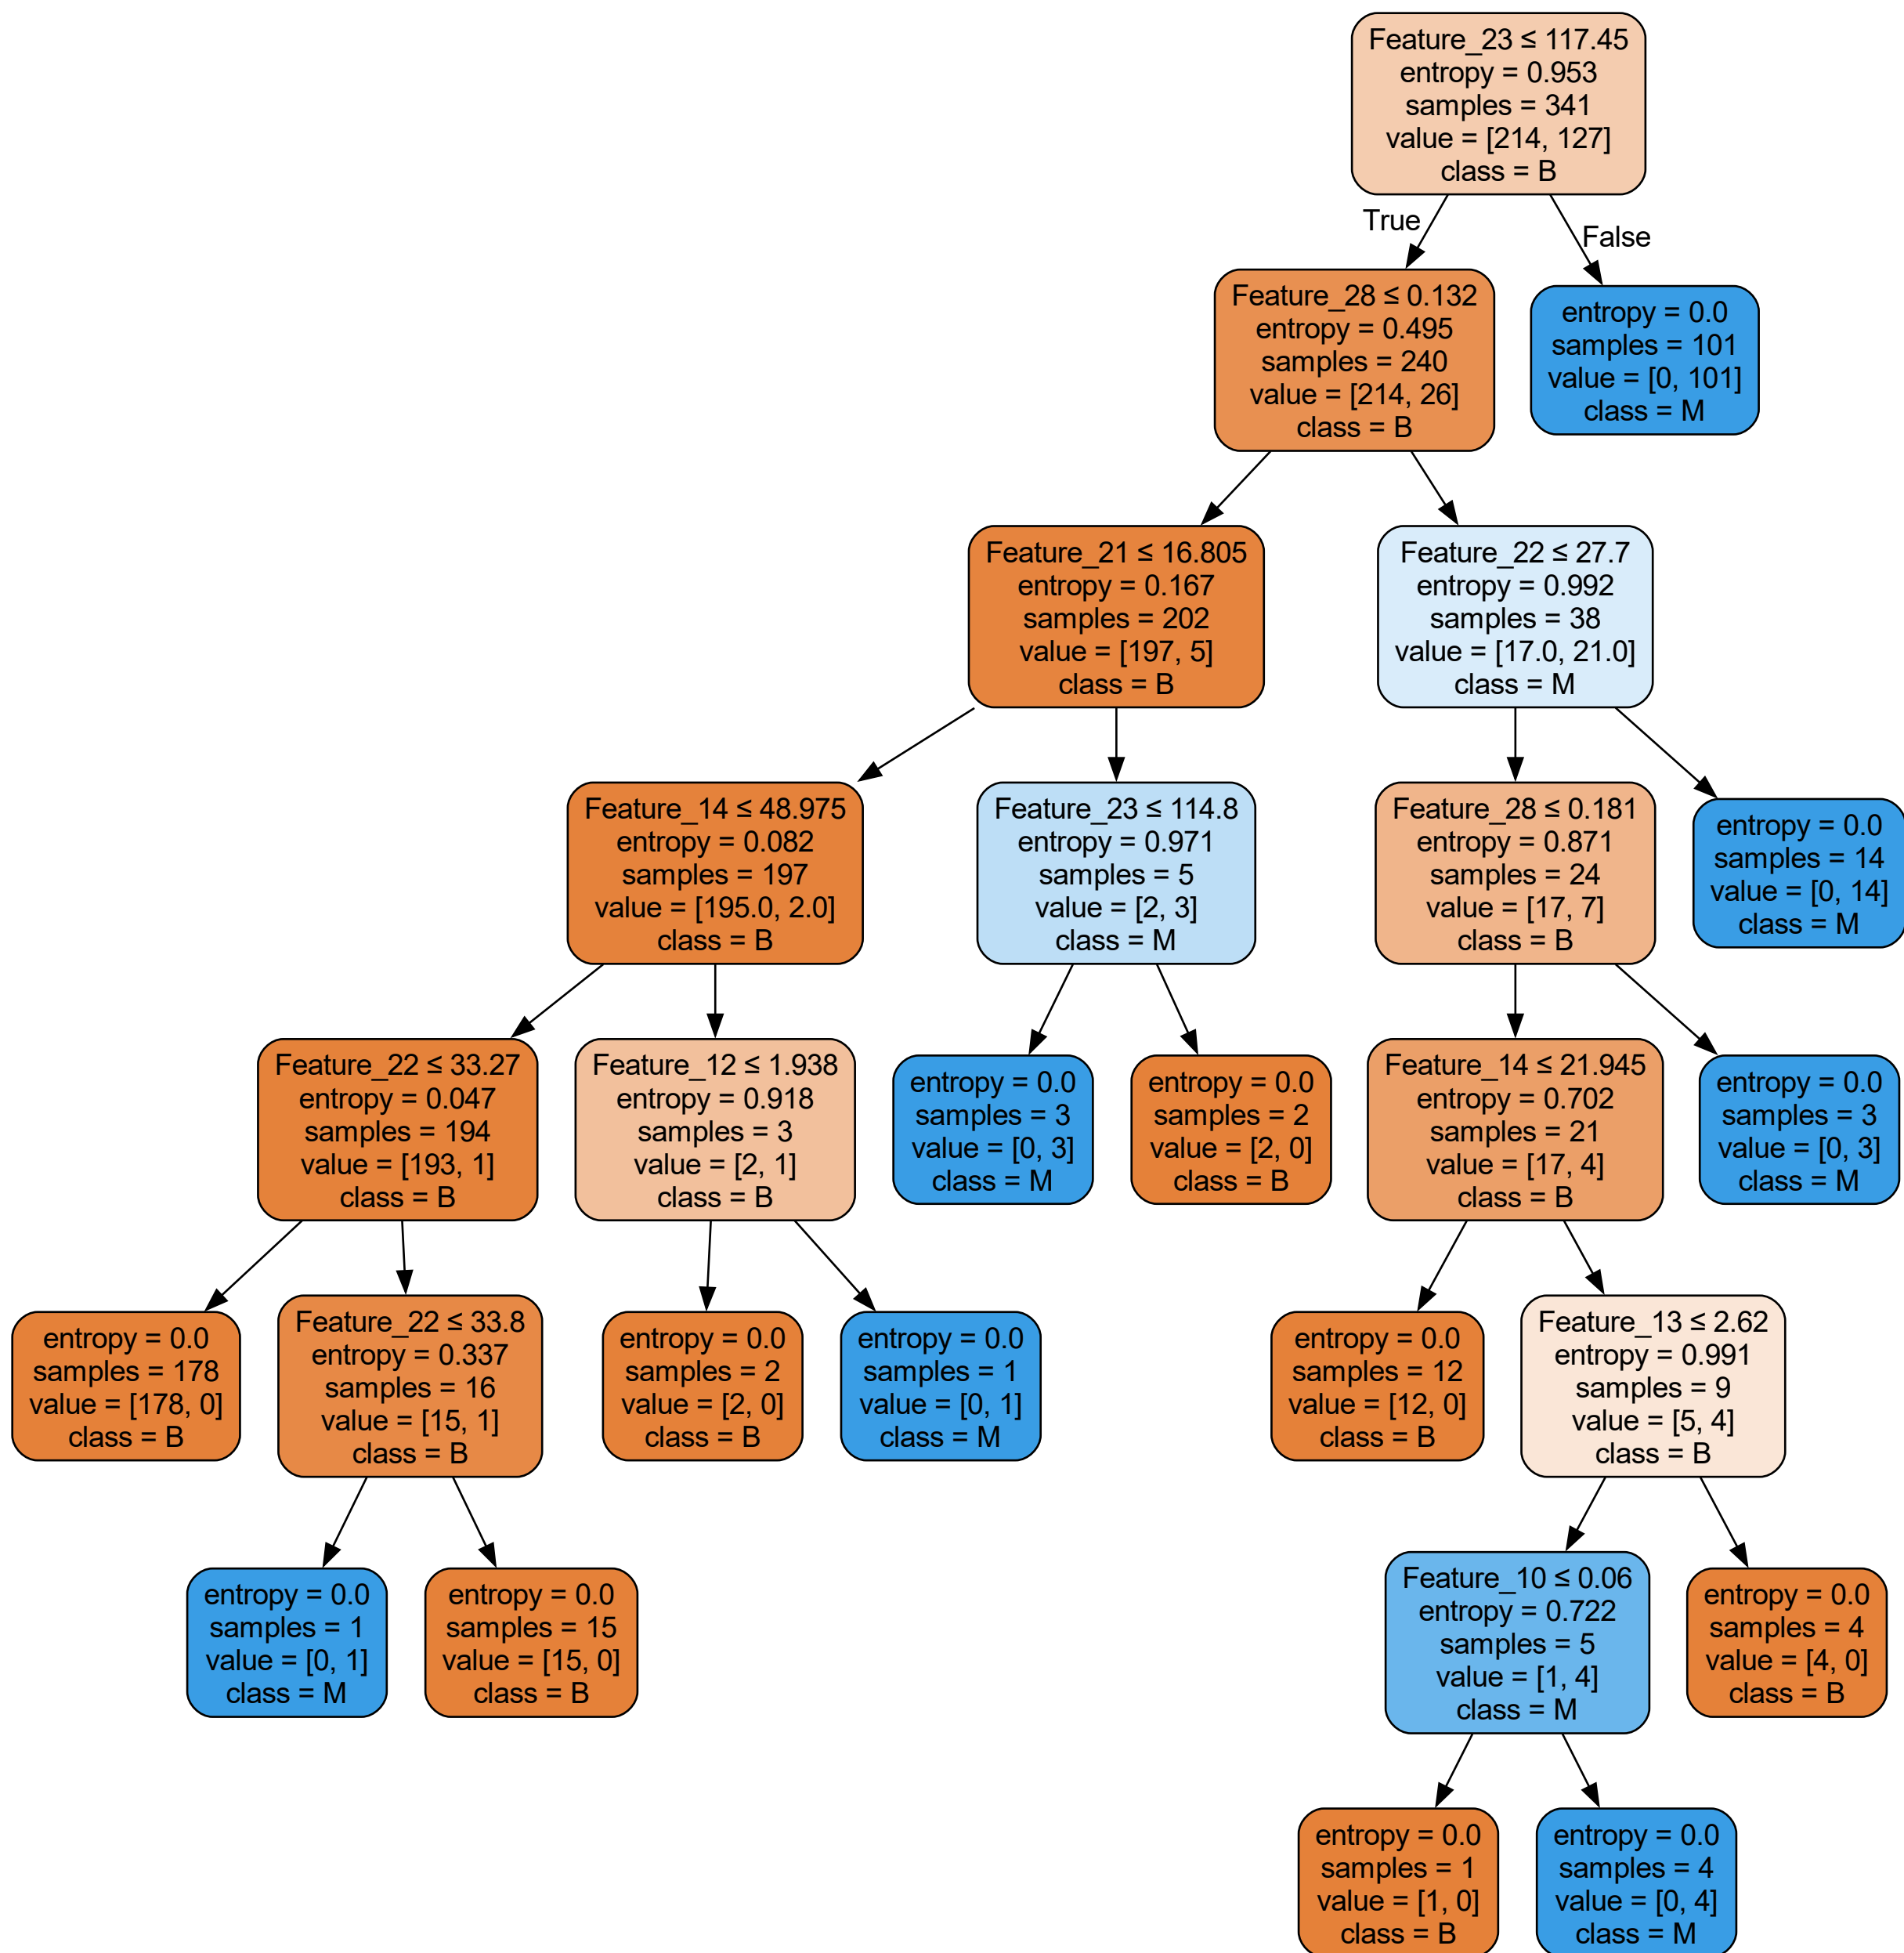 Feature_23 ≤ 117.45
entropy = 0.953
samples = 341
value = [214, 127]
class = B
True
False
Feature_28 ≤ 0.132
entropy = 0.495
samples = 240
value = [214, 26]
class = B
entropy = 0.0
samples = 101
value = [0, 101]
class = M
Feature_21 ≤ 16.805
entropy = 0.167
samples = 202
value = [197, 5]
class = B
Feature_22 ≤ 27.7
entropy = 0.992
samples = 38
value = [17.0, 21.0]
class = M
Feature_14 ≤ 48.975
entropy = 0.082
samples = 197
value = [195.0, 2.0]
class = B
Feature_23 ≤ 114.8
entropy = 0.971
samples = 5
value = [2, 3]
class = M
Feature_28 ≤ 0.181
entropy = 0.871
samples = 24
value = [17, 7]
class = B
entropy = 0.0
samples = 14
value = [0, 14]
class = M
Feature_22 ≤ 33.27
entropy = 0.047
samples = 194
value = [193, 1]
class = B
Feature_12 ≤ 1.938
entropy = 0.918
samples = 3
value = [2, 1]
class = B
entropy = 0.0
samples = 3
value = [0, 3]
class = M
entropy = 0.0
samples = 2
value = [2, 0]
class = B
Feature_14 ≤ 21.945
entropy = 0.702
samples = 21
value = [17, 4]
class = B
entropy = 0.0
samples = 3
value = [0, 3]
class = M
entropy = 0.0
samples = 178
value = [178, 0]
class = B
Feature_22 ≤ 33.8
entropy = 0.337
samples = 16
value = [15, 1]
class = B
entropy = 0.0
samples = 2
value = [2, 0]
class = B
entropy = 0.0
samples = 1
value = [0, 1]
class = M
entropy = 0.0
samples = 12
value = [12, 0]
class = B
Feature_13 ≤ 2.62
entropy = 0.991
samples = 9
value = [5, 4]
class = B
entropy = 0.0
samples = 1
value = [0, 1]
class = M
entropy = 0.0
samples = 15
value = [15, 0]
class = B
Feature_10 ≤ 0.06
entropy = 0.722
samples = 5
value = [1, 4]
class = M
entropy = 0.0
samples = 4
value = [4, 0]
class = B
entropy = 0.0
samples = 1
value = [1, 0]
class = B
entropy = 0.0
samples = 4
value = [0, 4]
class = M